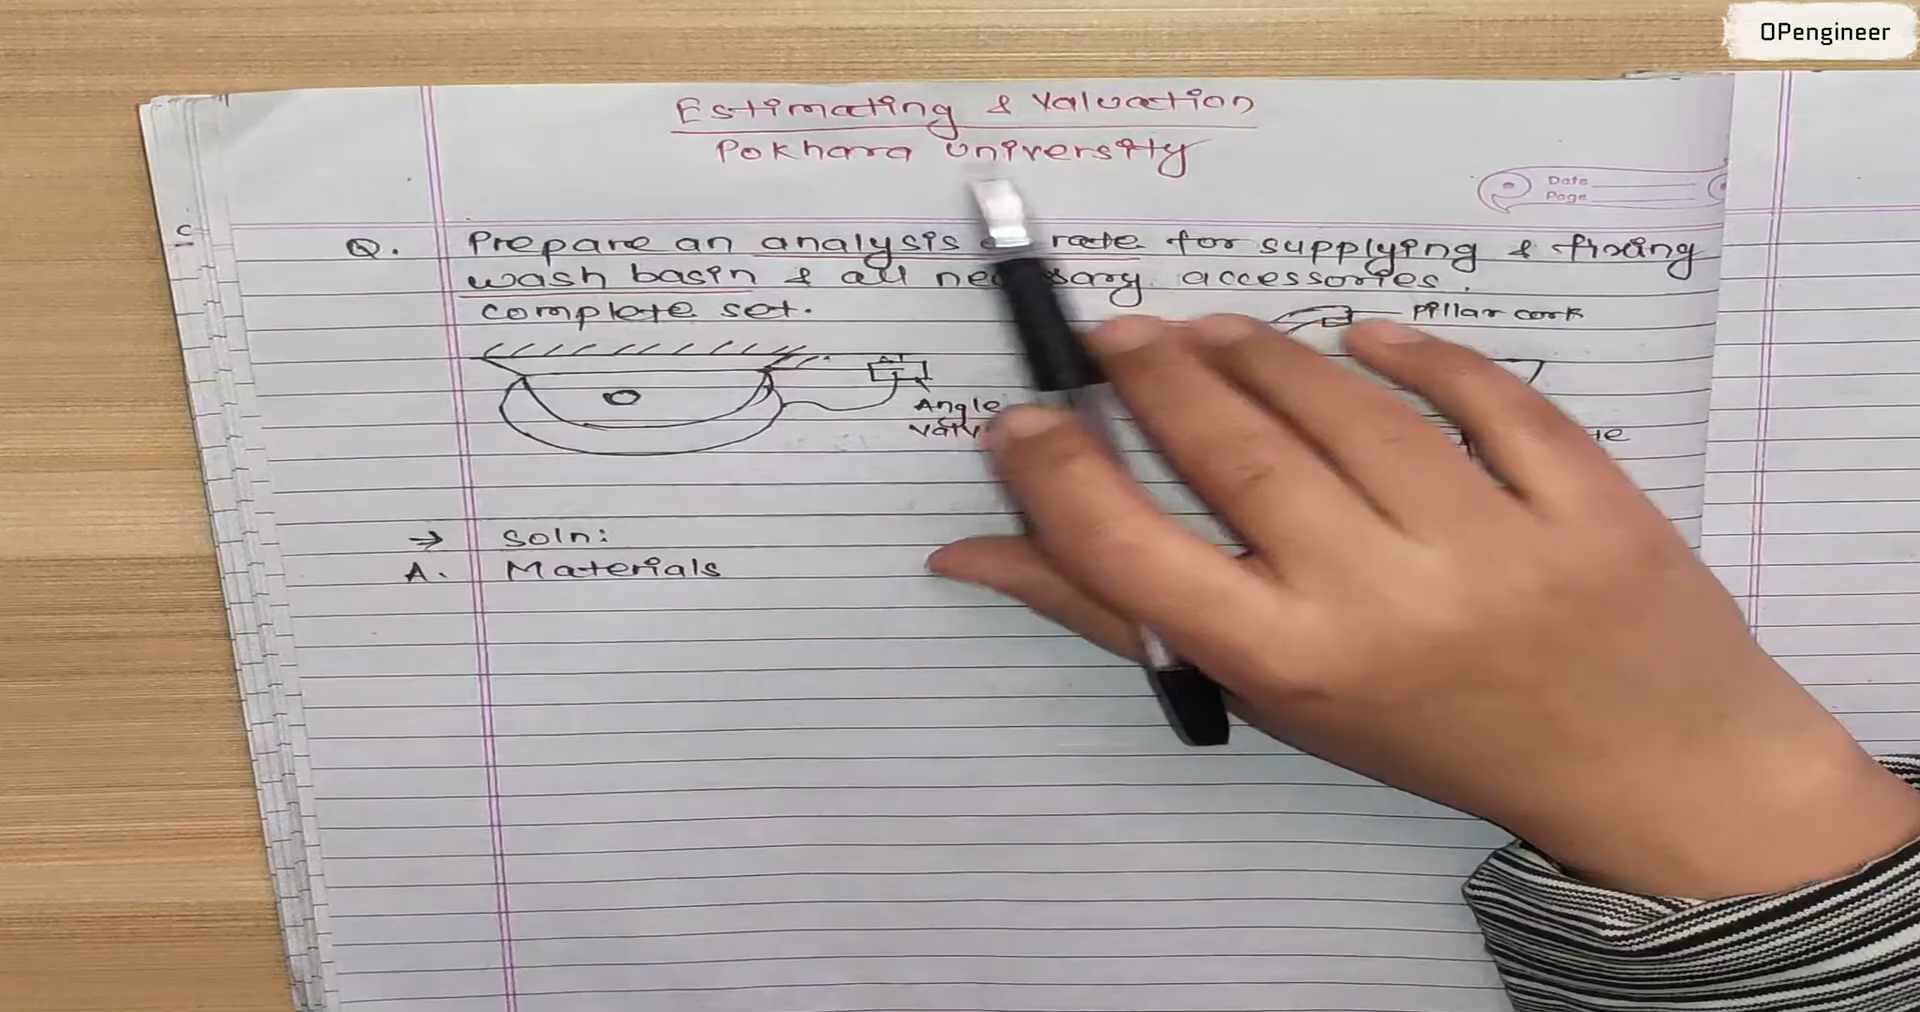 OPengineer
Estimating & Valuation
Pokhara University
Date
Page
c
Q. Prepare an analysis rate for supplying & fixing
wash basin & all necessary accessories.
complete set.
pillar cork
Angle
→ Soln:
A. Materials